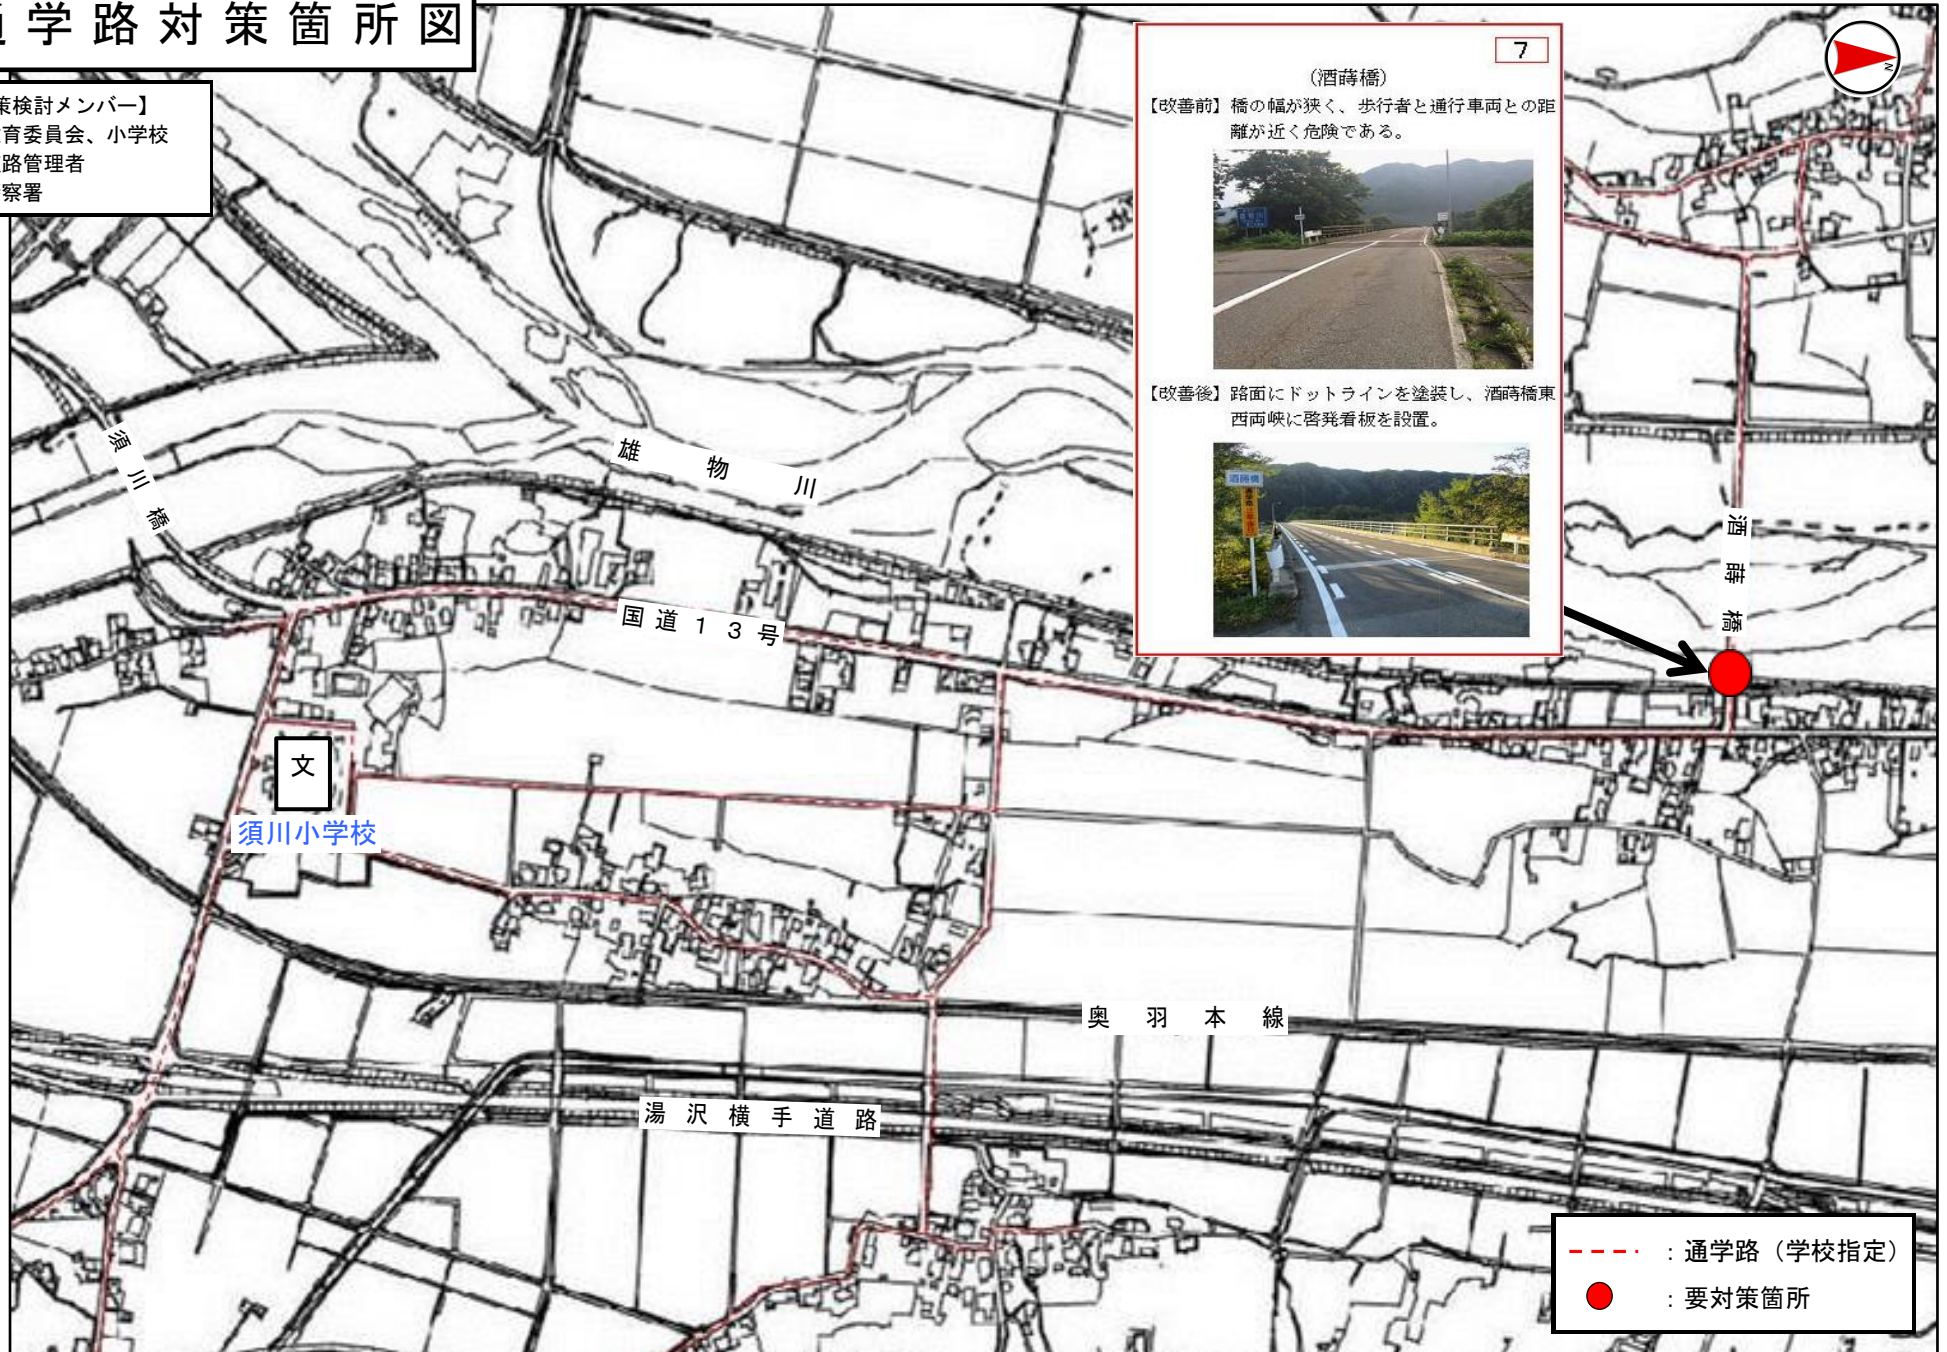 通学路対策箇所図
策検討メンバー】
育委員会、小学校
路管理者
察署
7
(酒蒔橋)
【改善前】橋の幅が狭く、歩行者と通行車両との距
離が近く危険である。
【改善後】路面にドットラインを塗装し、酒蒔橋東
西両峡に啓発看板を設置。
酒蒔橋
N
須川橋
雄物川
酒蒔橋
国道13号
文
須川小学校
奥羽本線
湯沢横手道路
：通学路（学校指定）
：要対策箇所